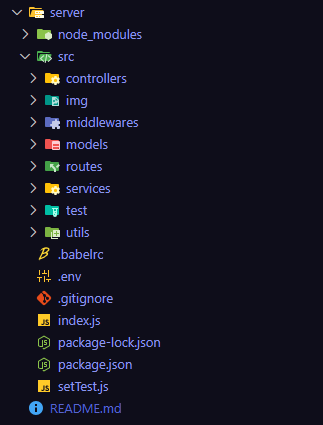 server
node_modules
src
controllers
img
middlewares
models
routes
services
test
utils
.babelrc
.env
.gitignore
index.js
package-lock.json
package.json
setTest.js
README.md